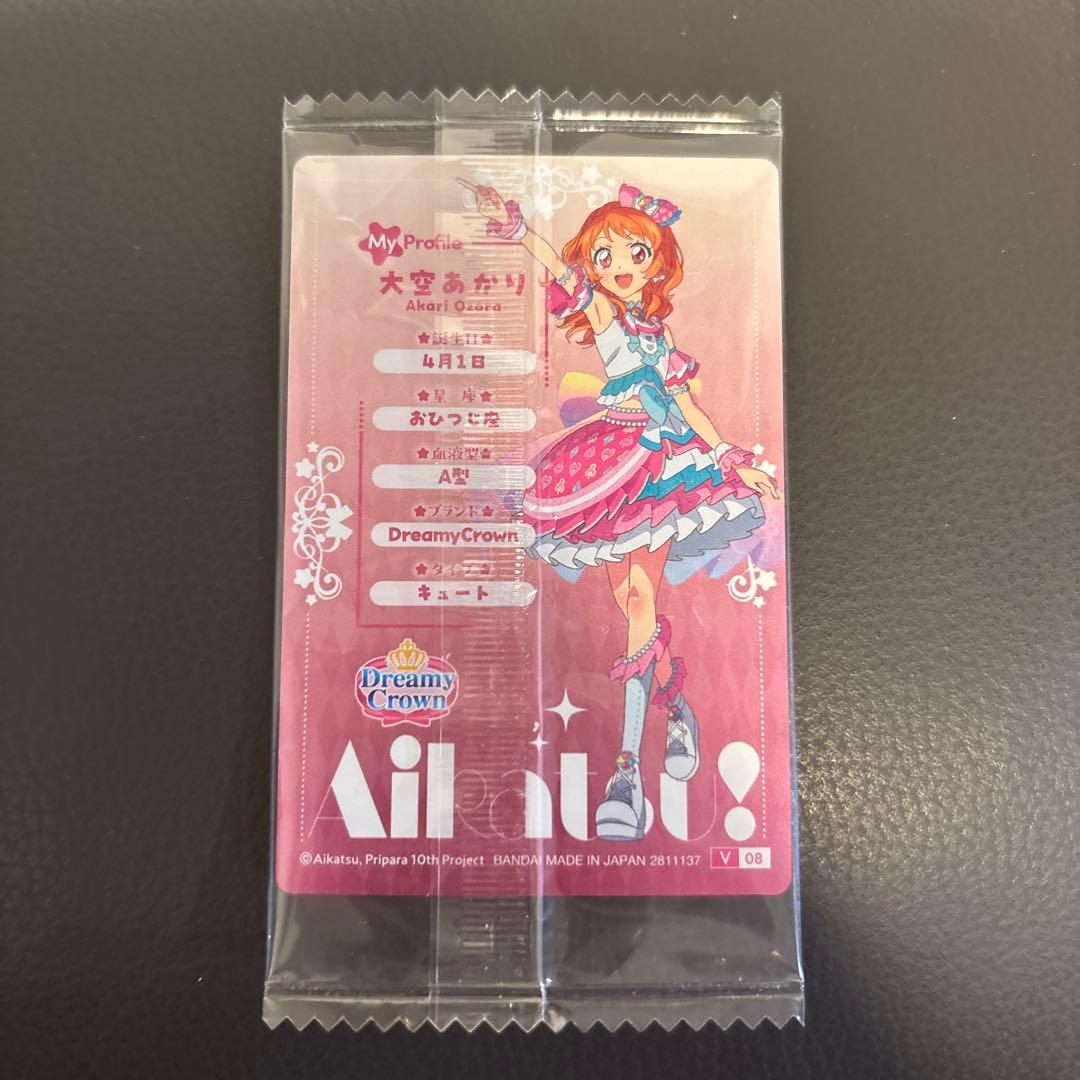 My Profile
大空あかり
Akari Ozora
★誕生日★
4月1日
★星 座★
おひつじ座
★血液型★
A型
★ブランド★
DreamyCrown
★タイプ★
キュート
Dreamy
Crown
Aikatsu!
©Aikatsu, Pripara 10th Project BANDAI MADE IN JAPAN 2811137 V 08